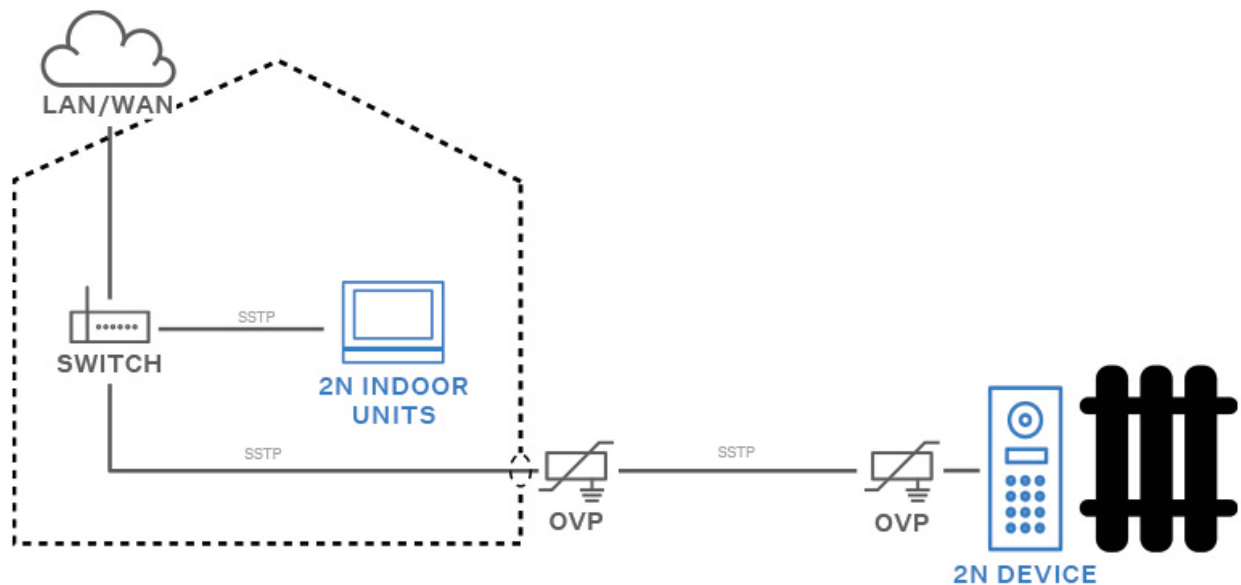 LAN/WAN
SSTP
SWITCH
2N INDOOR
UNITS
SSTP
SSTP
OVP
OVP
2N DEVICE